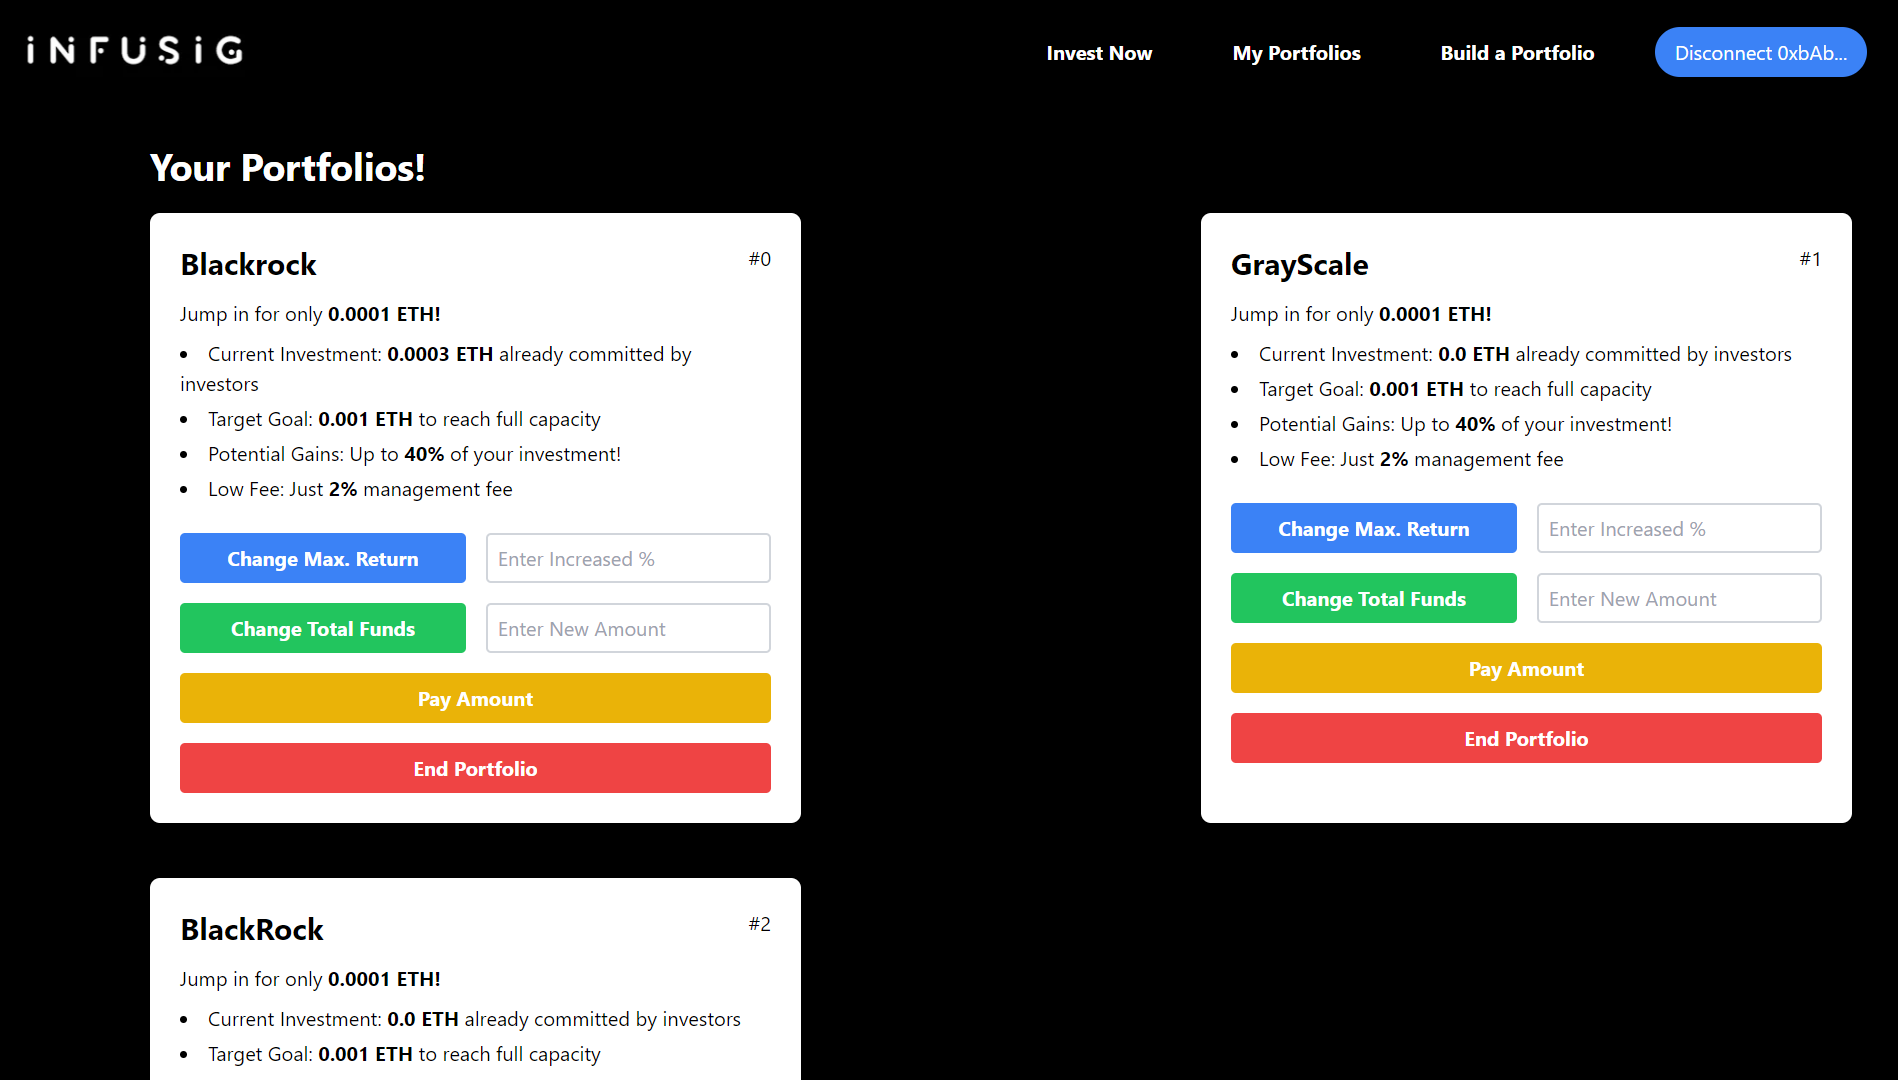 iNFUSiG
Invest Now
My Portfolios
Build a Portfolio
Disconnect 0xbAb...
Your Portfolios!
Blackrock
#0
Jump in for only 0.0001 ETH!
• Current Investment: 0.0003 ETH already committed by
investors
• Target Goal: 0.001 ETH to reach full capacity
• Potential Gains: Up to 40% of your investment!
• Low Fee: Just 2% management fee
Change Max. Return
Enter Increased %
Change Total Funds
Enter New Amount
Pay Amount
End Portfolio
GrayScale
#1
Jump in for only 0.0001 ETH!
• Current Investment: 0.0 ETH already committed by investors
• Target Goal: 0.001 ETH to reach full capacity
• Potential Gains: Up to 40% of your investment!
• Low Fee: Just 2% management fee
Change Max. Return
Enter Increased %
Change Total Funds
Enter New Amount
Pay Amount
End Portfolio
BlackRock
#2
Jump in for only 0.0001 ETH!
• Current Investment: 0.0 ETH already committed by investors
• Target Goal: 0.001 ETH to reach full capacity